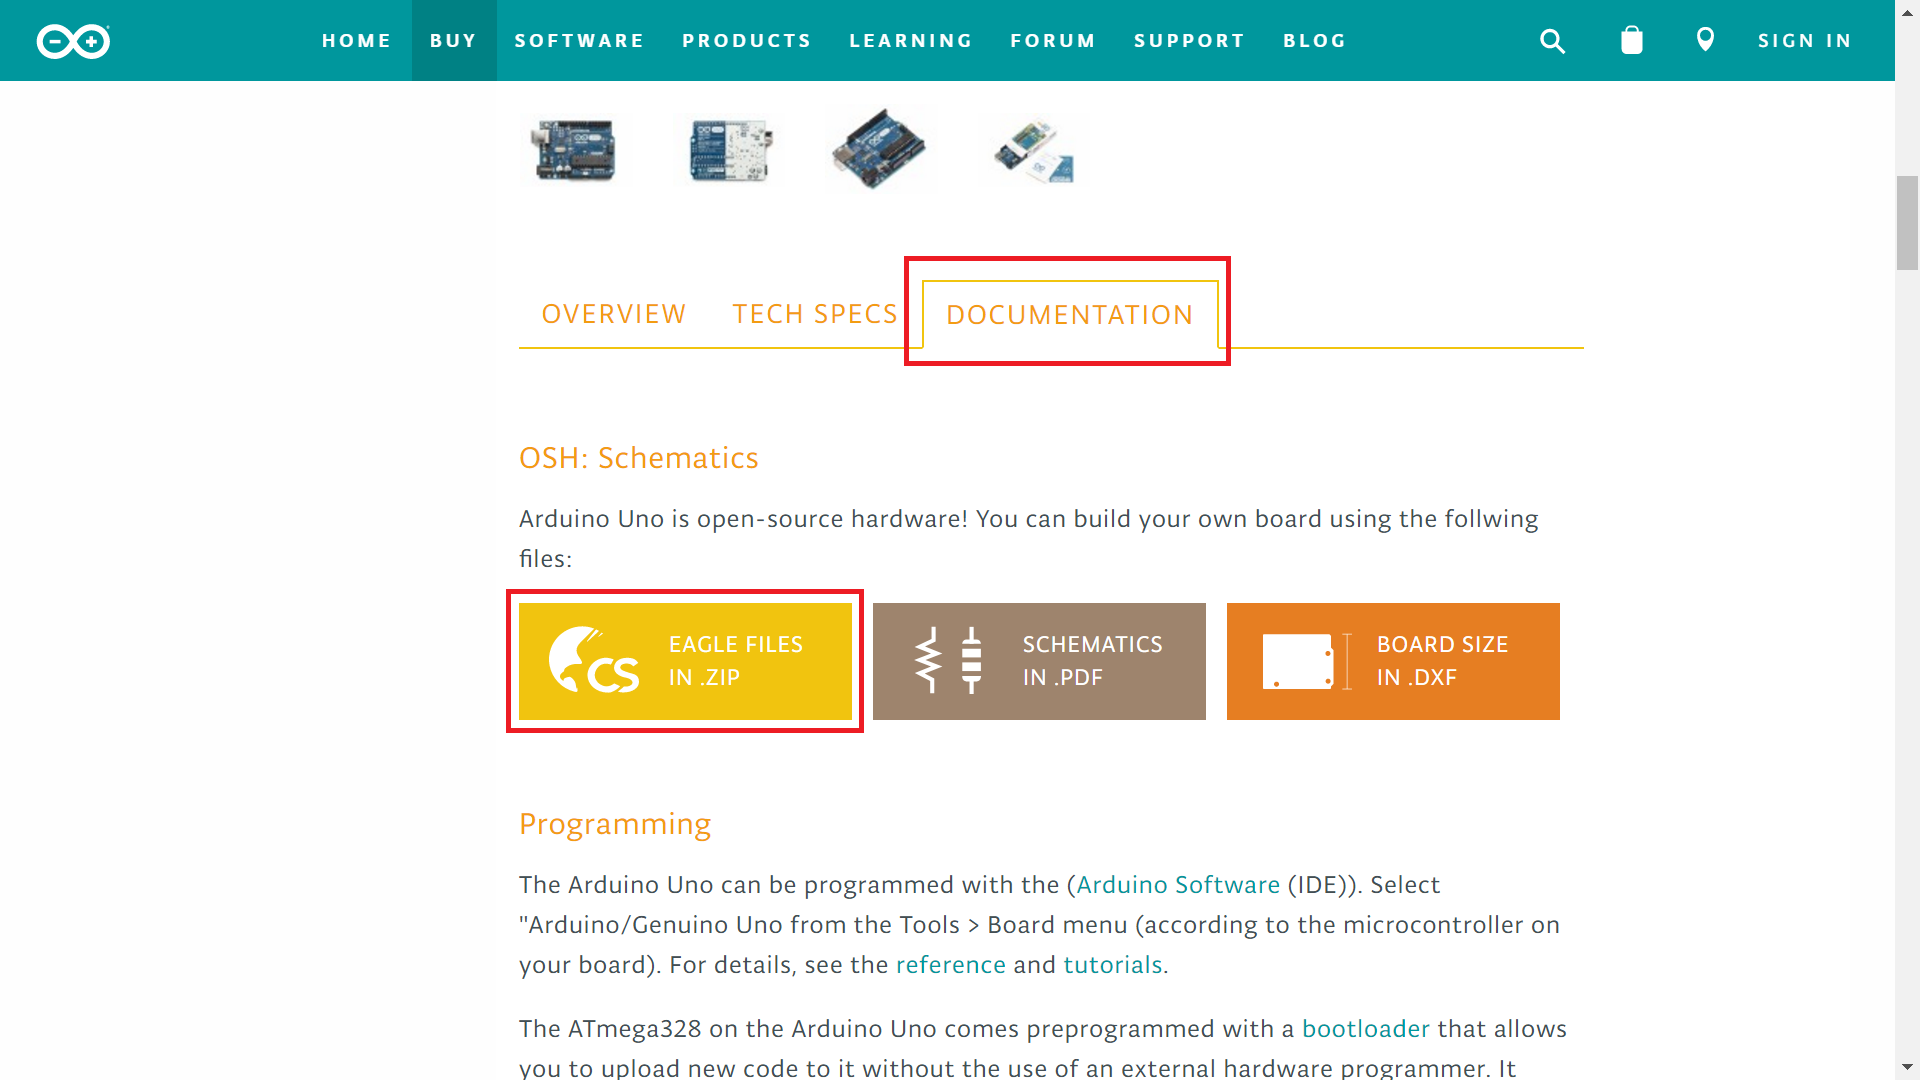 HOME BUY SOFTWARE PRODUCTS LEARNING FORUM SUPPORT BLOG SIGN IN
OVERVIEW TECH SPECS DOCUMENTATION
OSH: Schematics
Arduino Uno is open-source hardware! You can build your own board using the follwing
files:
CS
EAGLE FILES
IN .ZIP
SCHEMATICS
IN .PDF
BOARD SIZE
IN .DXF
Programming
The Arduino Uno can be programmed with the (Arduino Software (IDE)). Select
"Arduino/Genuino Uno from the Tools > Board menu (according to the microcontroller on
your board). For details, see the reference and tutorials.
The ATmega328 on the Arduino Uno comes preprogrammed with a bootloader that allows
you to upload new code to it without the use of an external hardware programmer. It